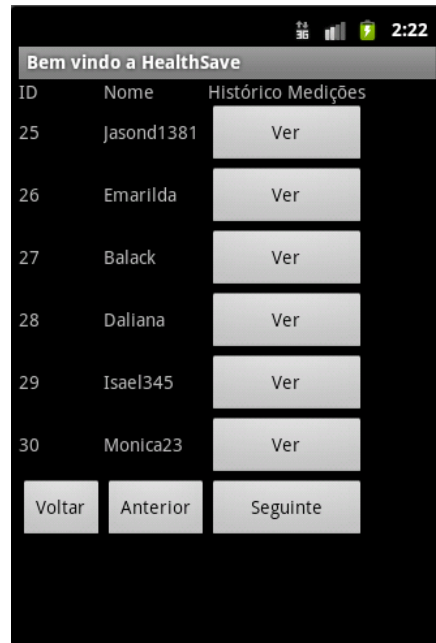 3G 2:22
Bem vindo a HealthSave
ID Nome Histórico Medições
25 Jasond1381 Ver
26 Emarilda Ver
27 Balack Ver
28 Daliana Ver
29 Isael345 Ver
30 Monica23 Ver
Voltar Anterior Seguinte